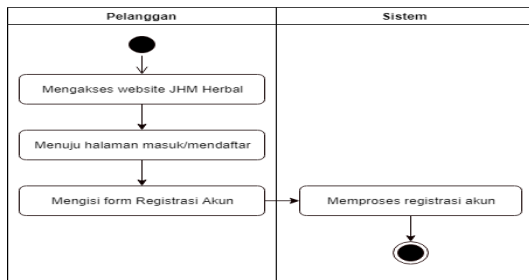 Pelanggan
Sistem
Mengakses website JHM Herbal
Menuju halaman masuk/mendaftar
Mengisi form Registrasi Akun
Memproses registrasi akun